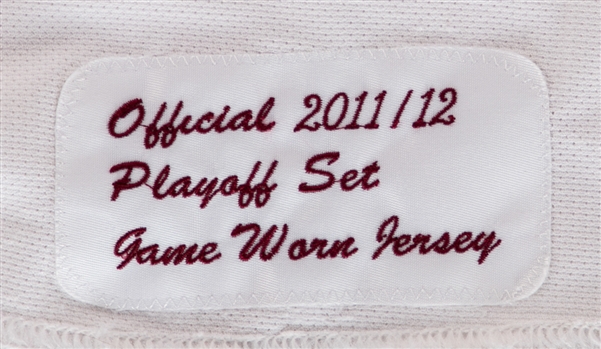 Official 2011/12
Playoff Set
Game Worn Jersey